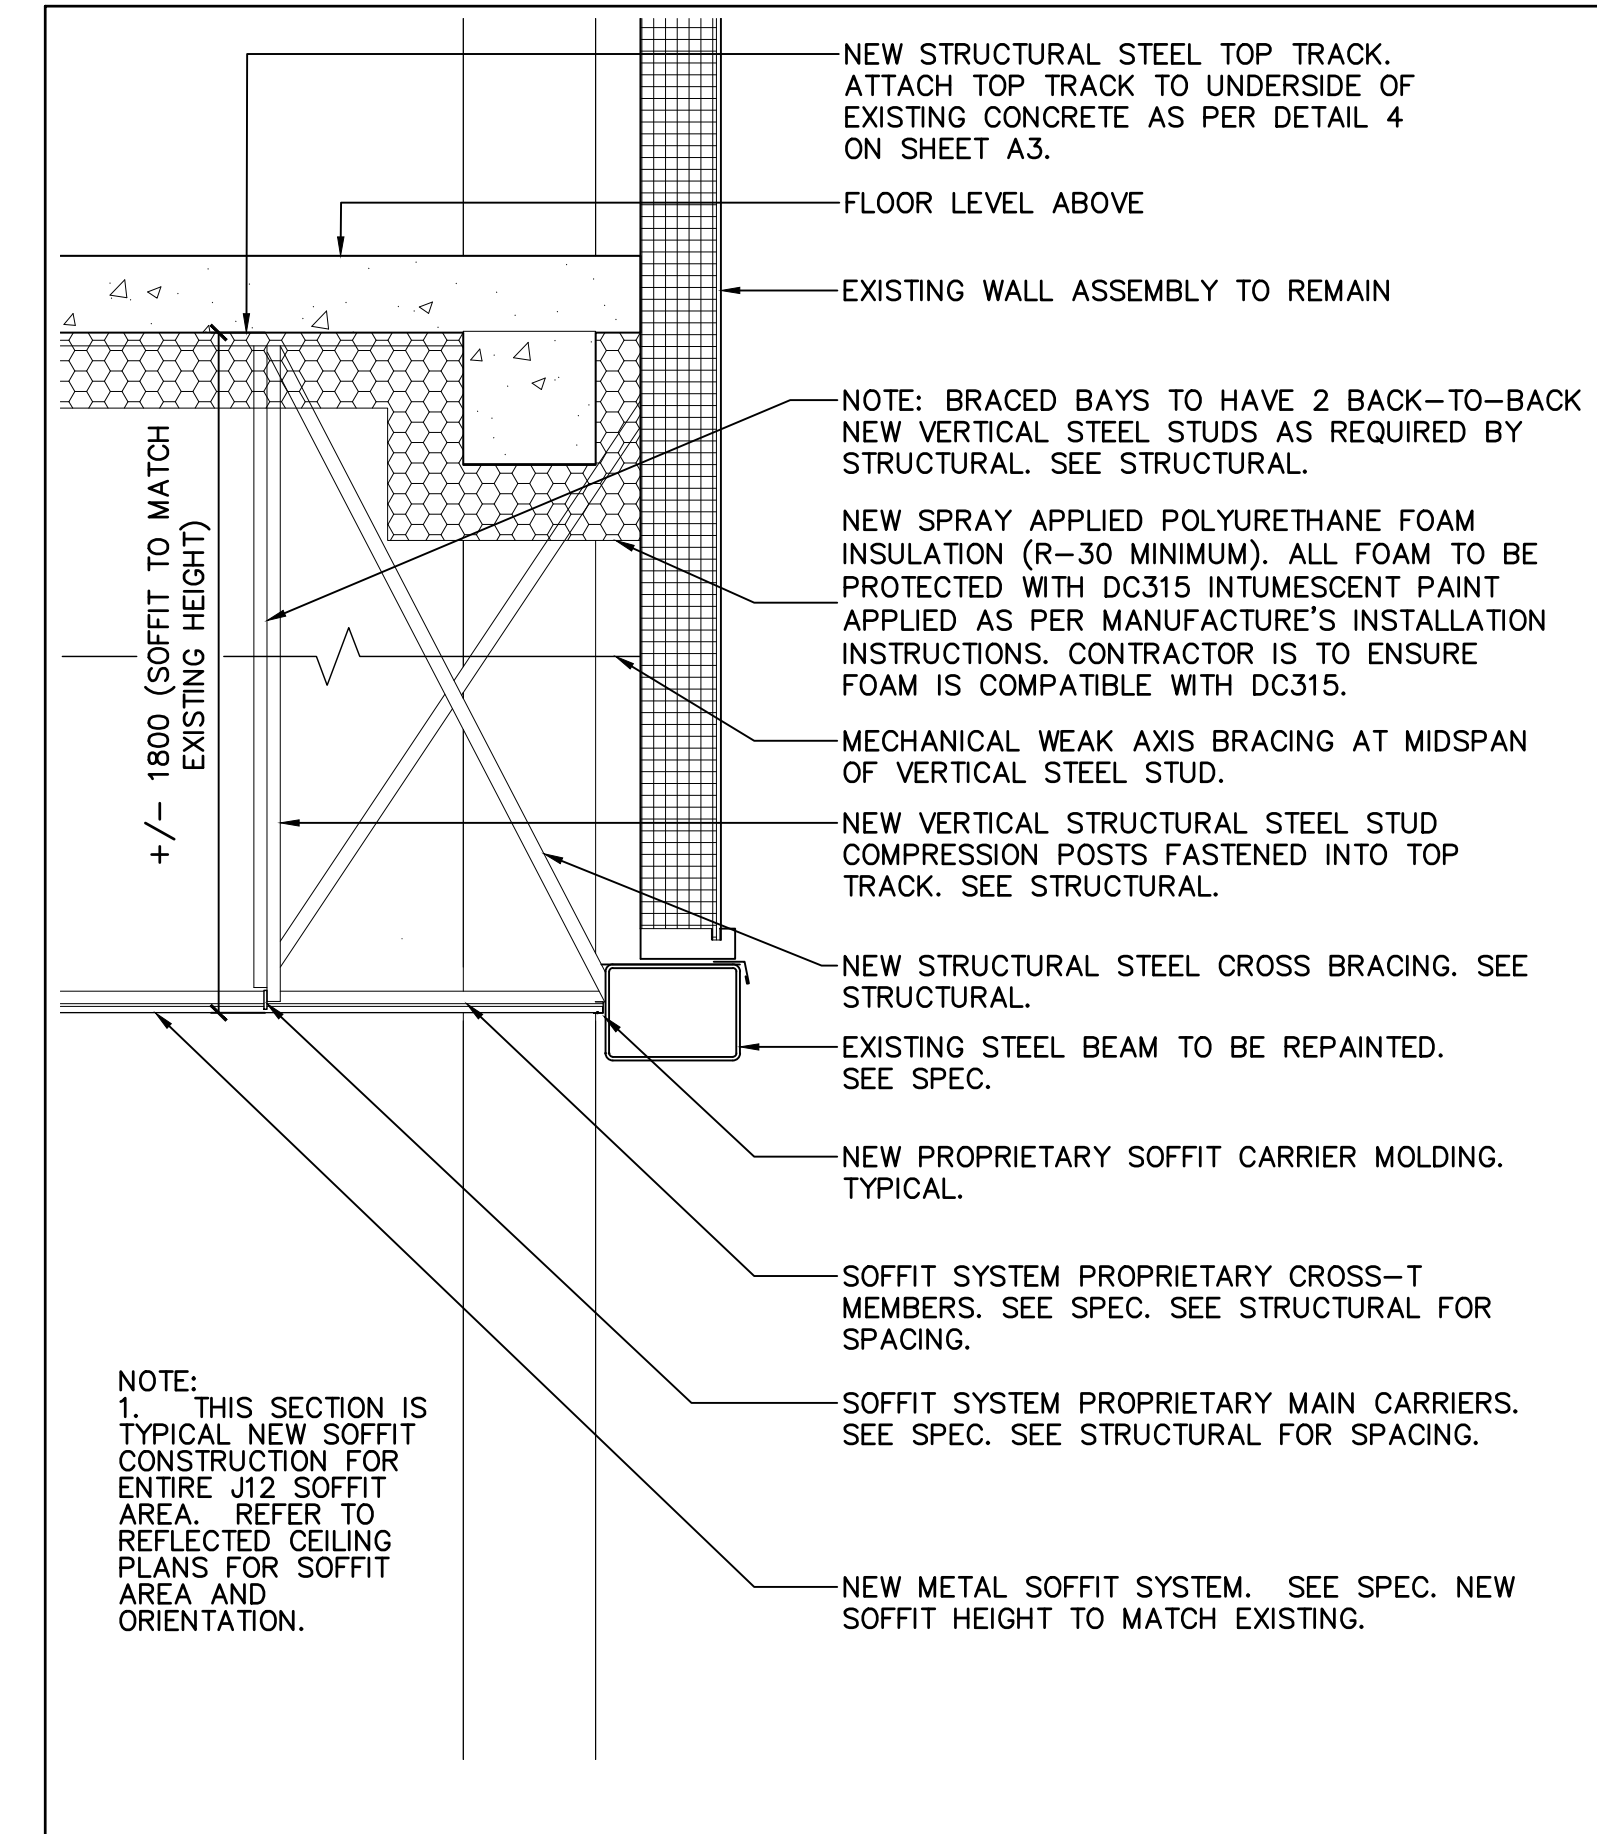 NEW STRUCTURAL STEEL TOP TRACK.
ATTACH TOP TRACK TO UNDERSIDE OF
EXISTING CONCRETE AS PER DETAIL 4
ON SHEET A3.
FLOOR LEVEL ABOVE
EXISTING WALL ASSEMBLY TO REMAIN
NOTE: BRACED BAYS TO HAVE 2 BACK-TO-BACK
NEW VERTICAL STEEL STUDS AS REQUIRED BY
STRUCTURAL. SEE STRUCTURAL.
NEW SPRAY APPLIED POLYURETHANE FOAM
INSULATION (R-30 MINIMUM). ALL FOAM TO BE
PROTECTED WITH DC315 INTUMESCENT PAINT
APPLIED AS PER MANUFACTURE'S INSTALLATION
INSTRUCTIONS. CONTRACTOR IS TO ENSURE
FOAM IS COMPATIBLE WITH DC315.
+/- 1800 (SOFFIT TO MATCH
EXISTING HEIGHT)
MECHANICAL WEAK AXIS BRACING AT MIDSPAN
OF VERTICAL STEEL STUD.
NEW VERTICAL STRUCTURAL STEEL STUD
COMPRESSION POSTS FASTENED INTO TOP
TRACK. SEE STRUCTURAL.
NEW STRUCTURAL STEEL CROSS BRACING. SEE
STRUCTURAL.
EXISTING STEEL BEAM TO BE REPAINTED.
SEE SPEC.
NEW PROPRIETARY SOFFIT CARRIER MOLDING.
TYPICAL.
SOFFIT SYSTEM PROPRIETARY CROSS-T
MEMBERS. SEE SPEC. SEE STRUCTURAL FOR
SPACING.
SOFFIT SYSTEM PROPRIETARY MAIN CARRIERS.
SEE SPEC. SEE STRUCTURAL FOR SPACING.
NEW METAL SOFFIT SYSTEM. SEE SPEC. NEW
SOFFIT HEIGHT TO MATCH EXISTING.
NOTE:
1. THIS SECTION IS
TYPICAL NEW SOFFIT
CONSTRUCTION FOR
ENTIRE J12 SOFFIT
AREA. REFER TO
REFLECTED CEILING
PLANS FOR SOFFIT
AREA AND
ORIENTATION.